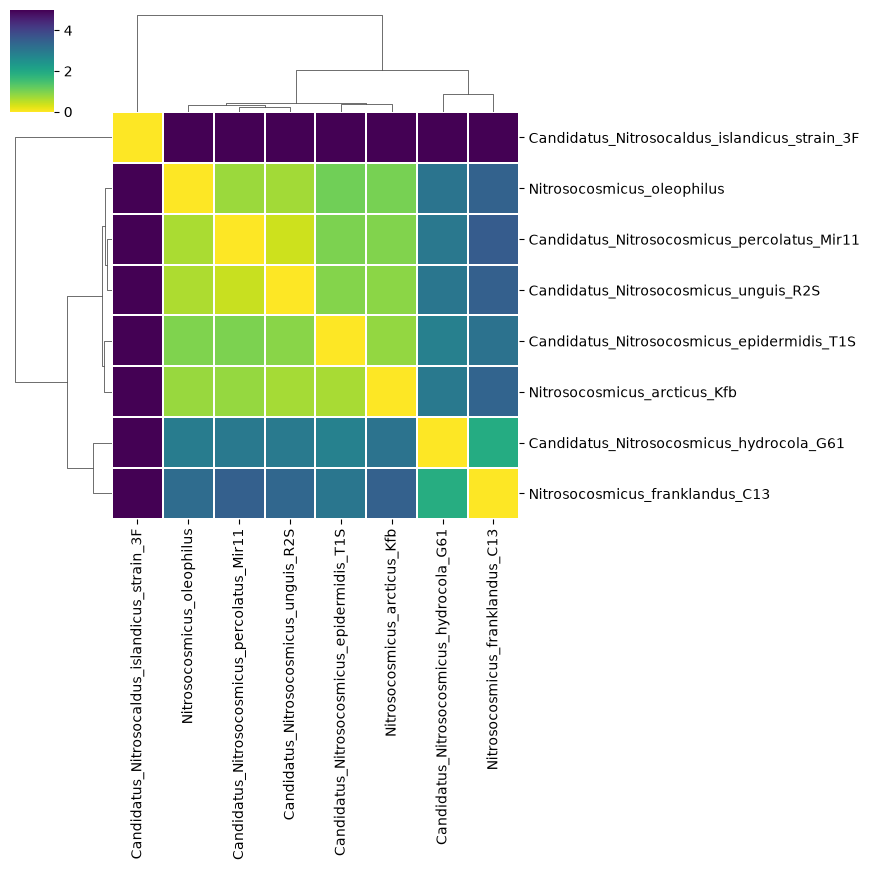 4
2
0
Candidatus_Nitrosocaldus_islandicus_strain_3F
Nitrosocosmicus_oleophilus
Candidatus_Nitrosocosmicus_percolatus_Mir11
Candidatus_Nitrosocosmicus_unguis_R2S
Candidatus_Nitrosocosmicus_epidermidis_T1S
Nitrosocosmicus_arcticus_Kfb
Candidatus_Nitrosocosmicus_hydrocola_G61
Nitrosocosmicus_franklandus_C13
Candidatus_Nitrosocaldus_islandicus_strain_3F
Nitrosocosmicus_oleophilus
Candidatus_Nitrosocosmicus_percolatus_Mir11
Candidatus_Nitrosocosmicus_unguis_R2S
Candidatus_Nitrosocosmicus_epidermidis_T1S
Nitrosocosmicus_arcticus_Kfb
Candidatus_Nitrosocosmicus_hydrocola_G61
Nitrosocosmicus_franklandus_C13